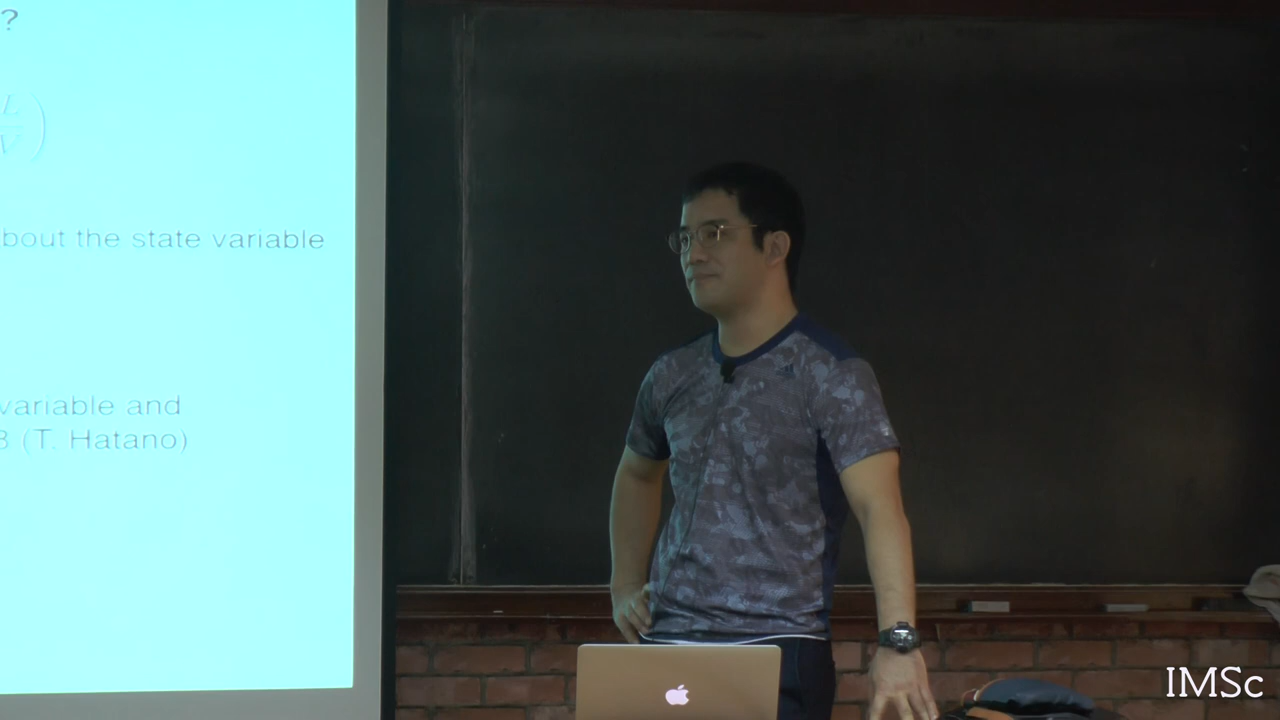 ?
L
V
bout the state variable
variable and
3 (T. Hatano)
IMSc